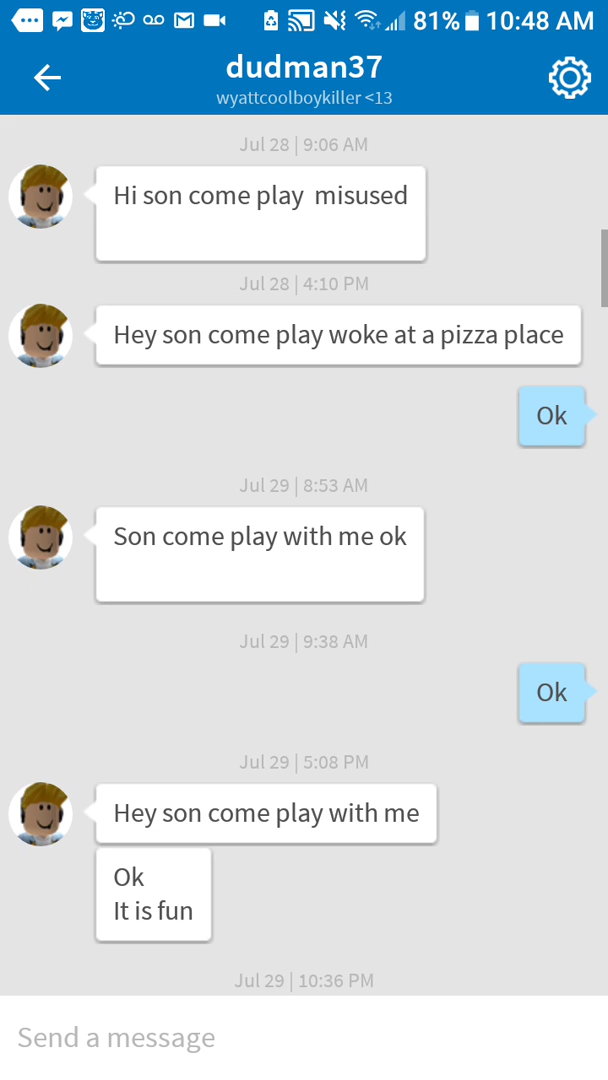 81% 10:48 AM
dudman37
wyattcoolboykiller <13
Jul 28 | 9:06 AM
Hi son come play  misused
Jul 28 | 4:10 PM
Hey son come play woke at a pizza place
Ok
Jul 29 | 8:53 AM
Son come play with me ok
Jul 29 | 9:38 AM
Ok
Jul 29 | 5:08 PM
Hey son come play with me
Ok
It is fun
Jul 29 | 10:36 PM
Send a message